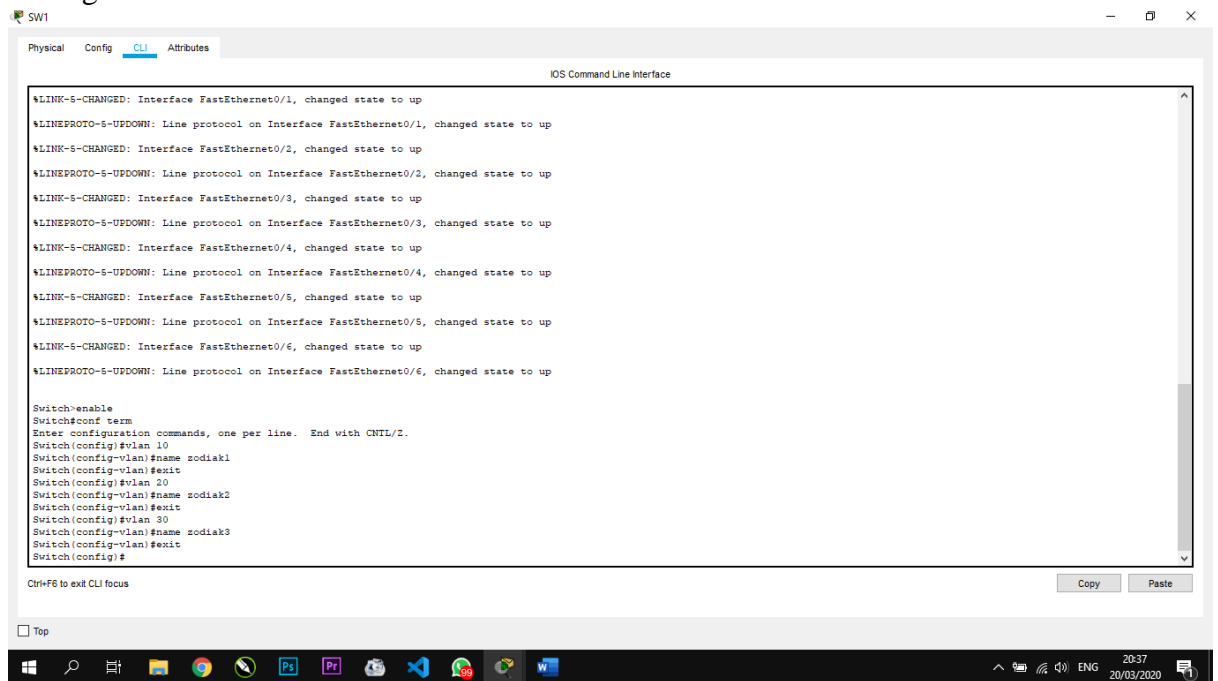 SW1
Physical Config CLI Attributes
IOS Command Line Interface
%LINK-5-CHANGED: Interface FastEthernet0/1, changed state to up
%LINEPROTO-5-UPDOWN: Line protocol on Interface FastEthernet0/1, changed state to up
%LINK-5-CHANGED: Interface FastEthernet0/2, changed state to up
%LINEPROTO-5-UPDOWN: Line protocol on Interface FastEthernet0/2, changed state to up
%LINK-5-CHANGED: Interface FastEthernet0/3, changed state to up
%LINEPROTO-5-UPDOWN: Line protocol on Interface FastEthernet0/3, changed state to up
%LINK-5-CHANGED: Interface FastEthernet0/4, changed state to up
%LINEPROTO-5-UPDOWN: Line protocol on Interface FastEthernet0/4, changed state to up
%LINK-5-CHANGED: Interface FastEthernet0/5, changed state to up
%LINEPROTO-5-UPDOWN: Line protocol on Interface FastEthernet0/5, changed state to up
%LINK-5-CHANGED: Interface FastEthernet0/6, changed state to up
%LINEPROTO-5-UPDOWN: Line protocol on Interface FastEthernet0/6, changed state to up
Switch>enable
Switch#conf term
Enter configuration commands, one per line. End with CNTL/Z.
Switch(config)#vlan 10
Switch(config-vlan)#name zodiak1
Switch(config-vlan)#exit
Switch(config)#vlan 20
Switch(config-vlan)#name zodiak2
Switch(config-vlan)#exit
Switch(config)#vlan 30
Switch(config-vlan)#name zodiak3
Switch(config-vlan)#exit
Switch(config)#
Ctrl+F6 to exit CLI focus
Copy Paste
Top
Ps Pr 99 W ENG 20:37
20/03/2020 1